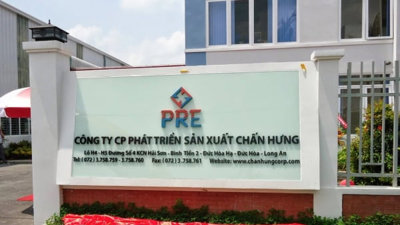 PRE
CÔNG TY CP PHÁT TRIỂN SẢN XUẤT CHẤN HƯNG
Lô H4 - H5 Đường Số 4 KCN Hải Sơn - Bình Tiền 2 - Đức Hòa Hạ - Đức Hòa - Long An
Tel: (072) 3.758.759 - 3.758.760 Fax: (072) 3.758.761 Website: www.chanhungcorp.com